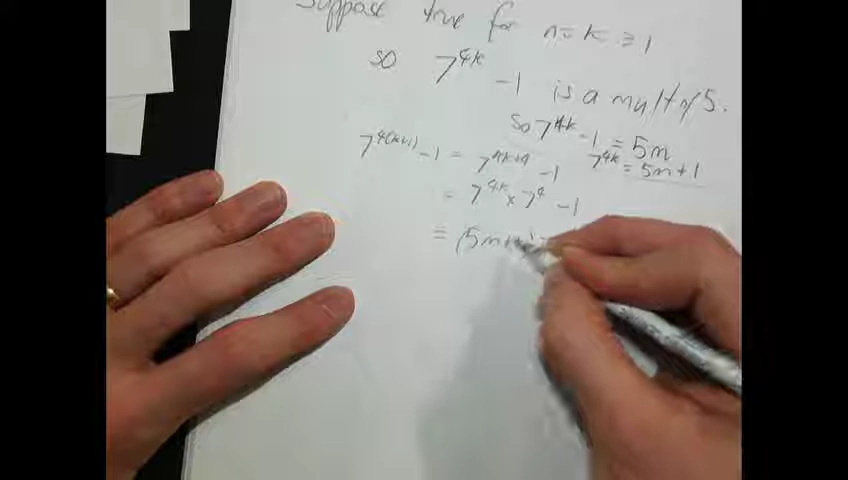 Suppose true for n = k ≥ 1
so 7^{4k} - 1 is a mult of 5.
so 7^{4k} - 1 = 5m
7^{4k} = 5m + 1
7^{4(k+1)} - 1 = 7^{4k+4} - 1
= 7^{4k} × 7^4 - 1
= (5m+